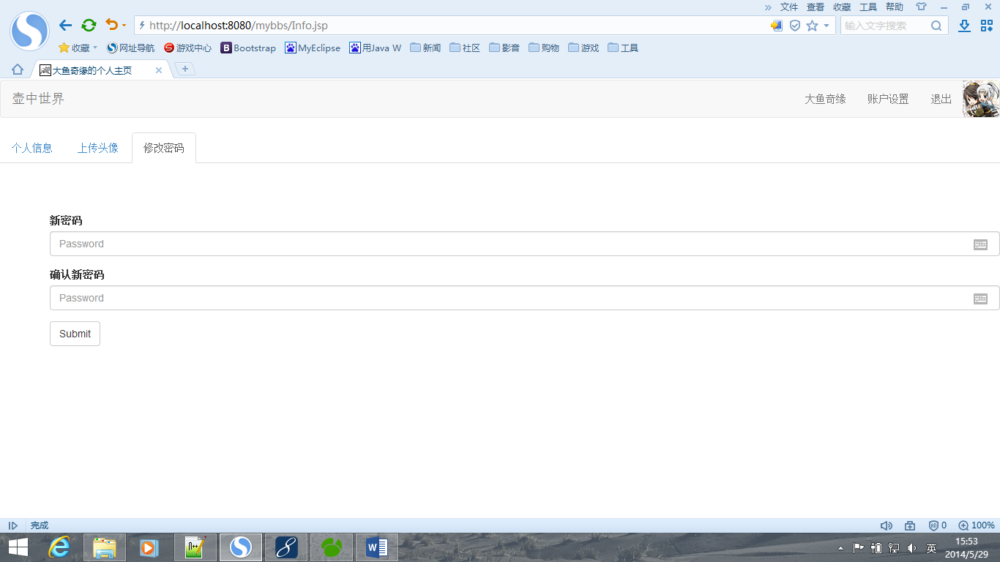 » 文件 查看 收藏 工具 帮助
http://localhost:8080/mybbs/Info.jsp
输入文字搜索
收藏 网址导航 游戏中心 B Bootstrap MyEclipse 用Java W 新闻 社区 影音 购物 游戏 工具
大鱼奇缘的个人主页
壶中世界 大鱼奇缘 账户设置 退出
个人信息 上传头像 修改密码
新密码
Password
确认新密码
Password
Submit
完成 0 100%
英 15:53
2014/5/29